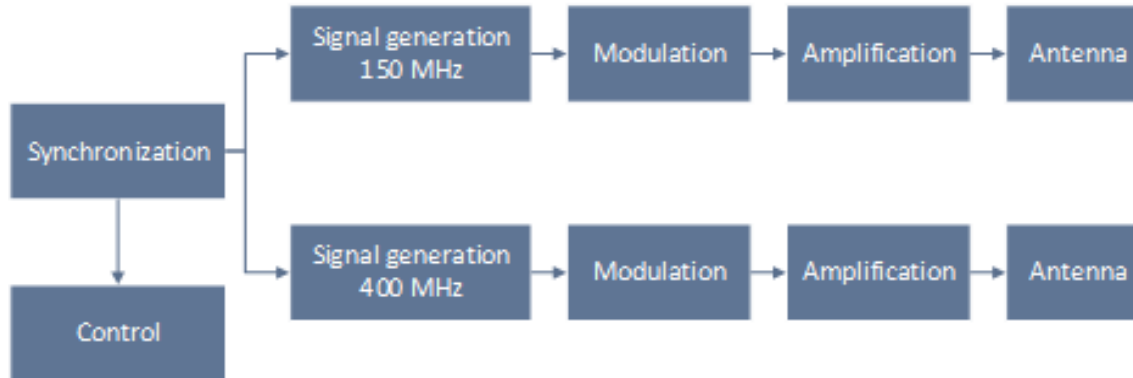 Signal generation
150 MHz
Modulation
Amplification
Antenna
Synchronization
Signal generation
400 MHz
Modulation
Amplification
Antenna
Control